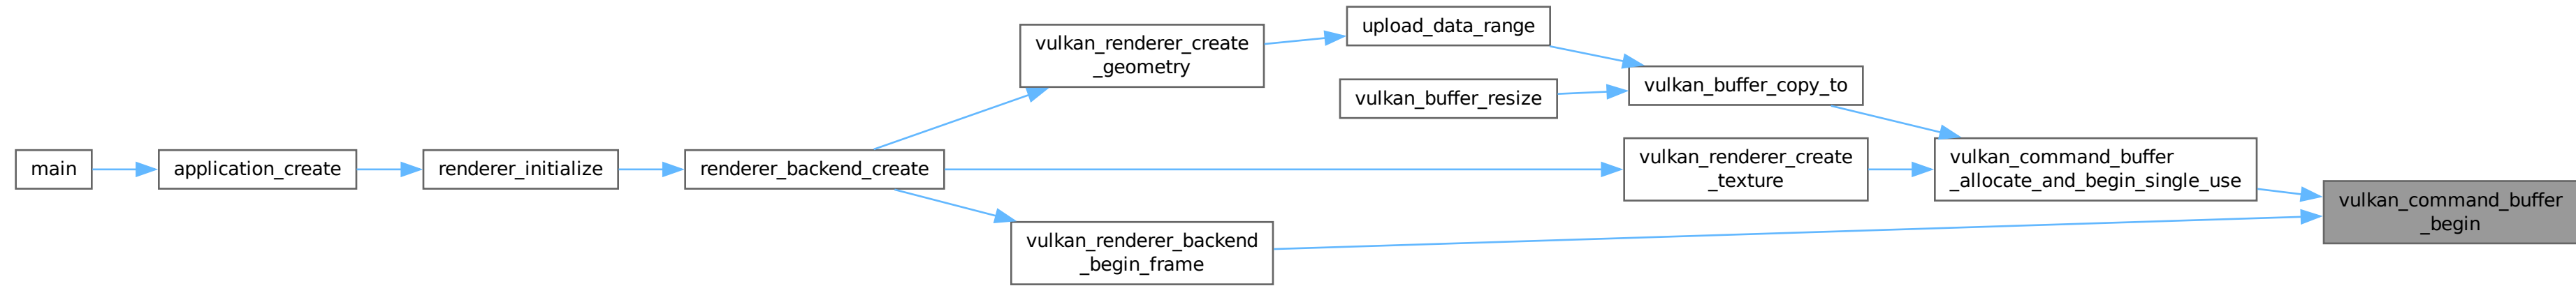 main
application_create
renderer_initialize
renderer_backend_create
vulkan_renderer_create
_geometry
upload_data_range
vulkan_buffer_resize
vulkan_buffer_copy_to
vulkan_renderer_create
_texture
vulkan_command_buffer
_allocate_and_begin_single_use
vulkan_renderer_backend
_begin_frame
vulkan_command_buffer
_begin